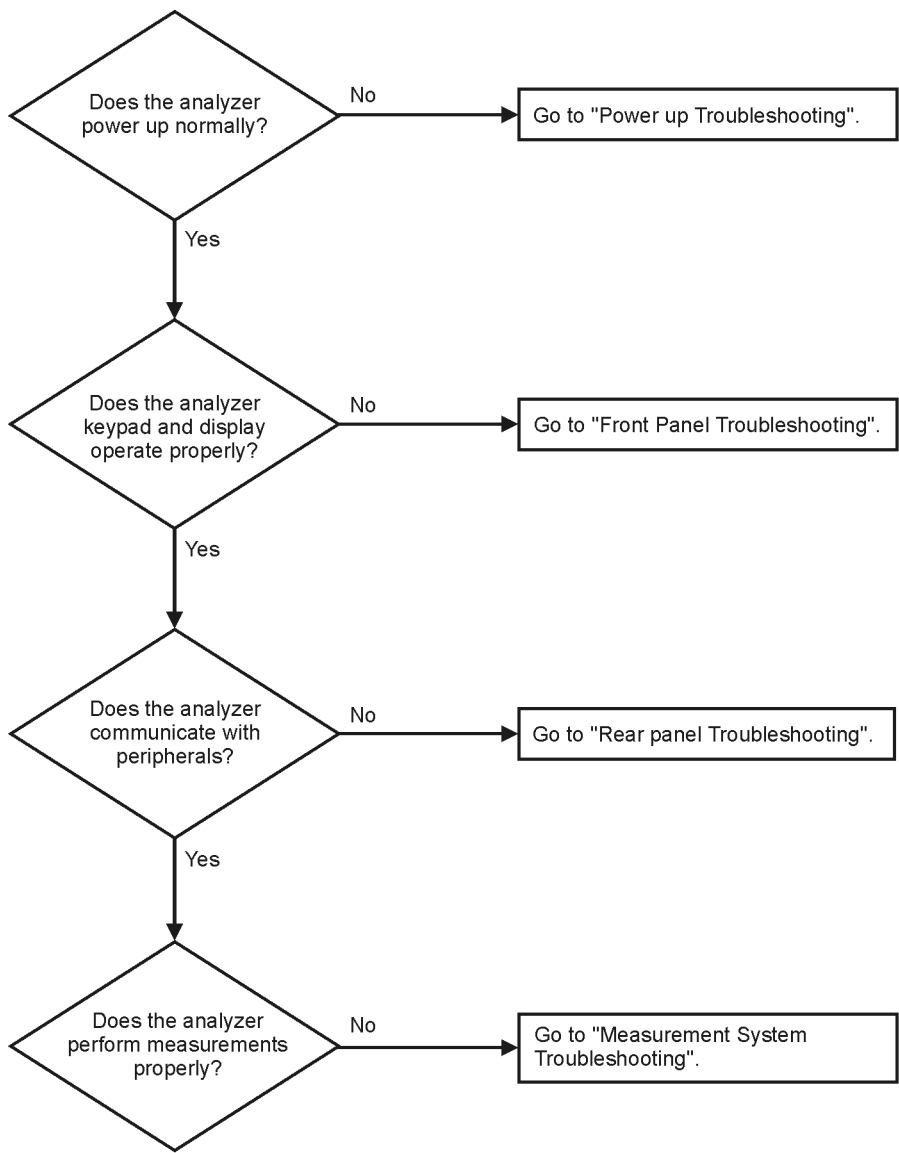 Does the analyzer
power up normally?
No
Go to "Power up Troubleshooting".
Yes
Does the analyzer
keypad and display
operate properly?
No
Go to "Front Panel Troubleshooting".
Yes
Does the analyzer
communicate with
peripherals?
No
Go to "Rear panel Troubleshooting".
Yes
Does the analyzer
perform measurements
properly?
No
Go to "Measurement System
Troubleshooting".